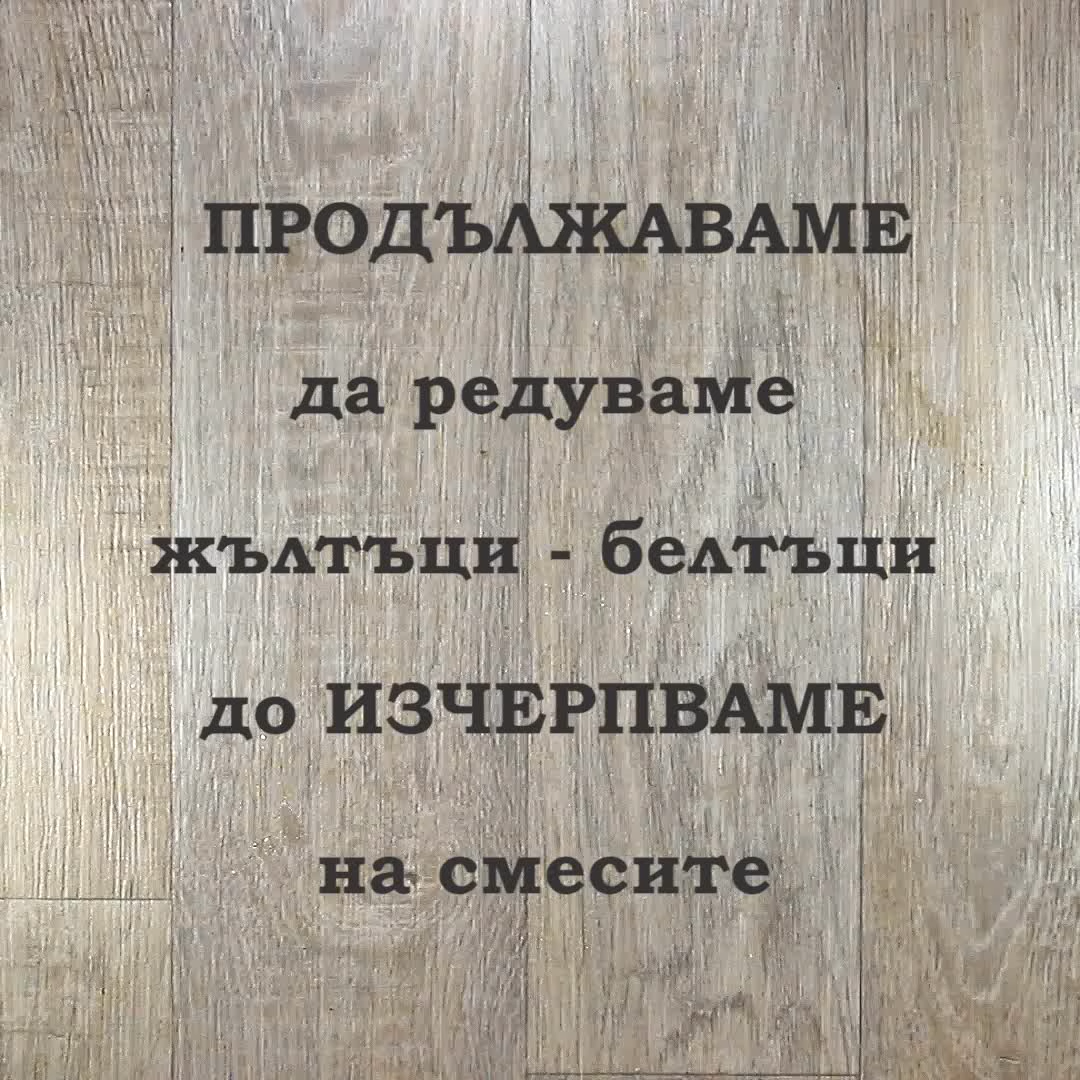 ПРОДЪЛЖАВАМЕ
да редуваме
жълтъци - белтъци
до ИЗЧЕРПВАМЕ
на смесите